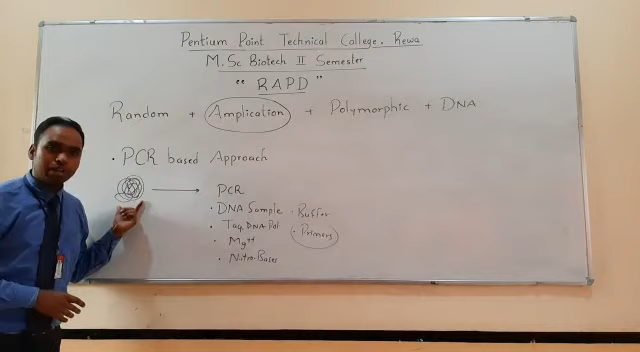 Pentium Point Technical College. Rewa
M.Sc Biotech II Semester
" RAPD "
Random + Amplication + Polymorphic + DNA
• PCR based Approach
PCR
• DNA Sample • Buffer
• Taq DNA Pol. • Primers
• Mg++
• Nitro. Bases